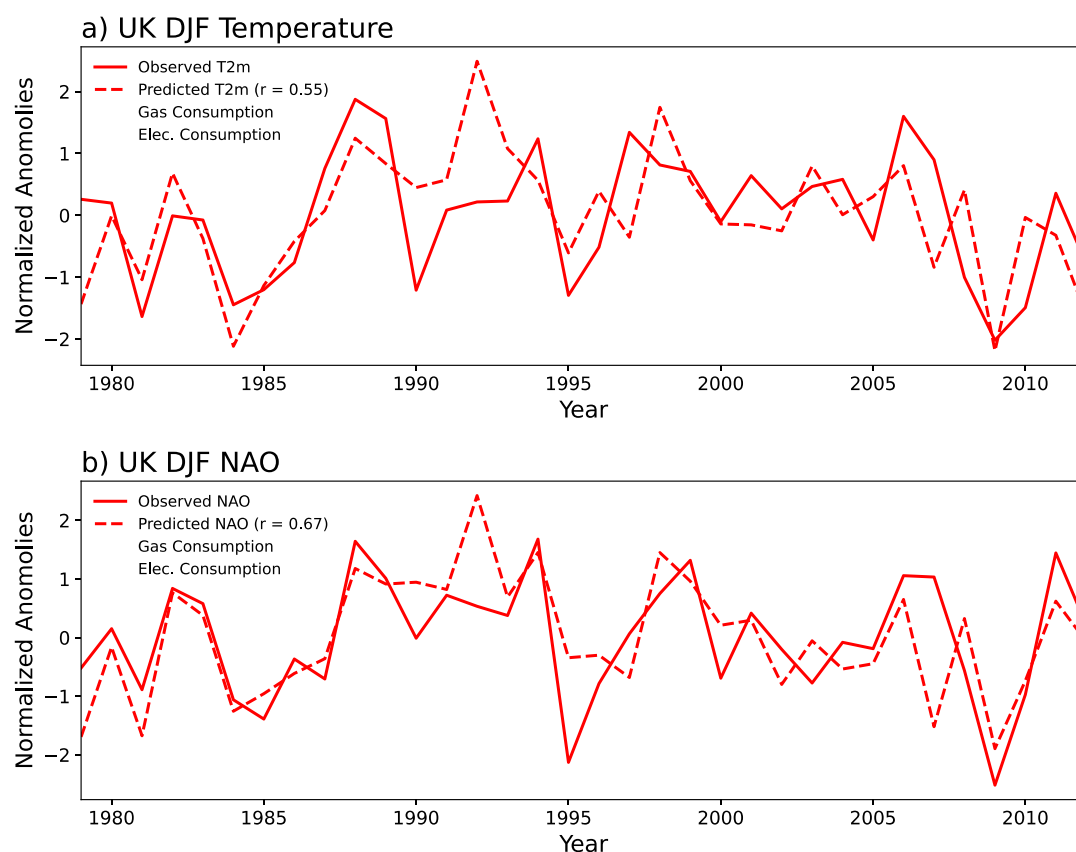 a) UK DJF Temperature
Normalized Anomolies
2
1
0
−1
−2
Observed T2m
Predicted T2m (r = 0.55)
Gas Consumption
Elec. Consumption
1980 1985 1990 1995 2000 2005 2010
Year
b) UK DJF NAO
Normalized Anomolies
2
1
0
−1
−2
Observed NAO
Predicted NAO (r = 0.67)
Gas Consumption
Elec. Consumption
1980 1985 1990 1995 2000 2005 2010
Year